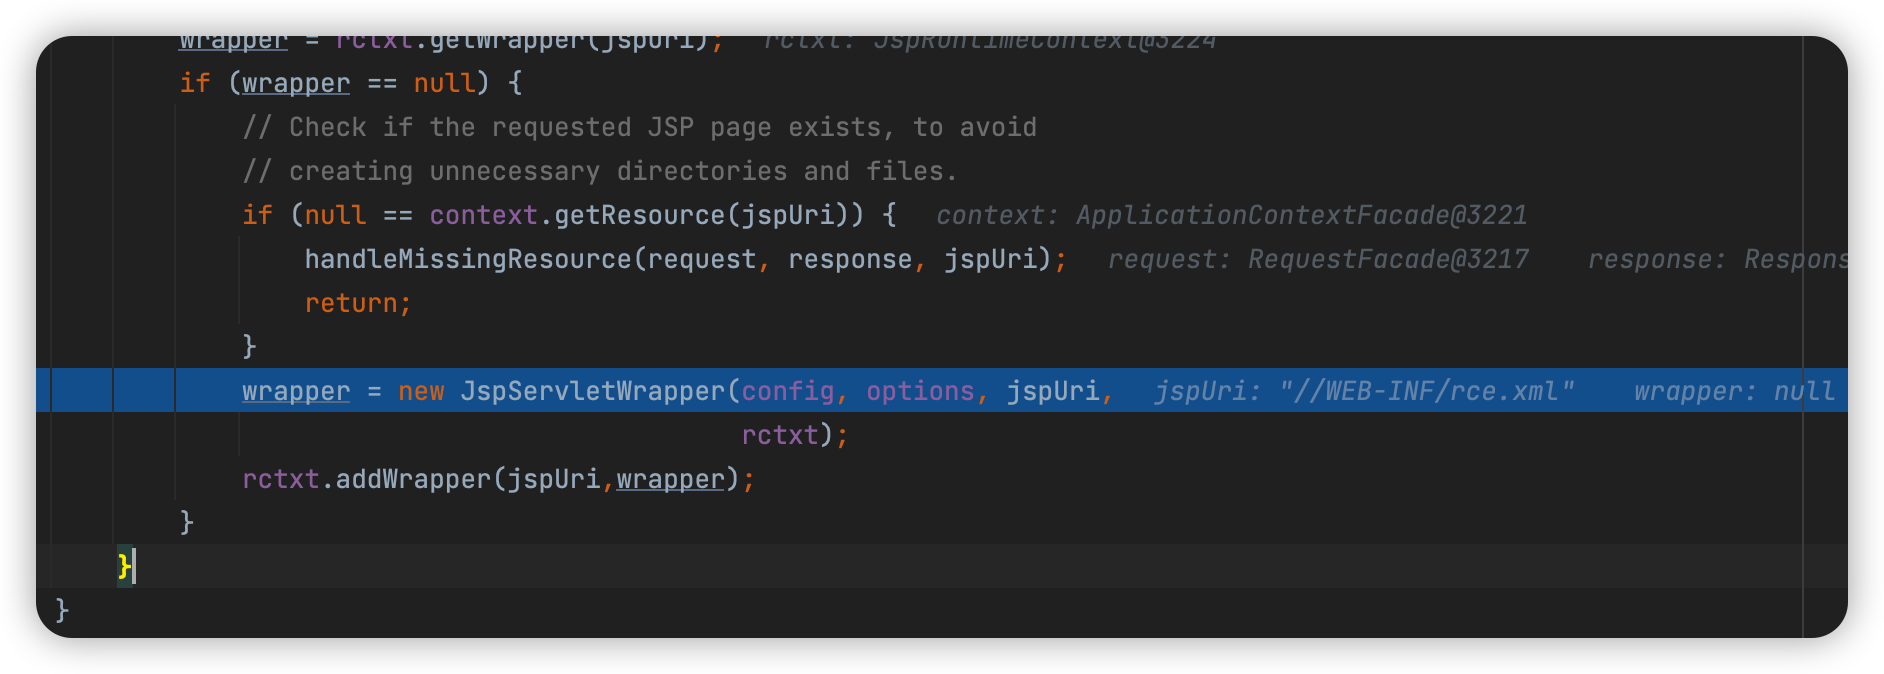 wrapper = rctxt.getWrapper(jspUri);  rctxt: JspRuntimeContext@3224
if (wrapper == null) {
// Check if the requested JSP page exists, to avoid
// creating unnecessary directories and files.
if (null == context.getResource(jspUri)) {  context: ApplicationContextFacade@3221
handleMissingResource(request, response, jspUri);  request: RequestFacade@3217  response: Respons
return;
}
wrapper = new JspServletWrapper(config, options, jspUri,  jspUri: "//WEB-INF/rce.xml"  wrapper: null
rctxt);
rctxt.addWrapper(jspUri,wrapper);
}
}
}